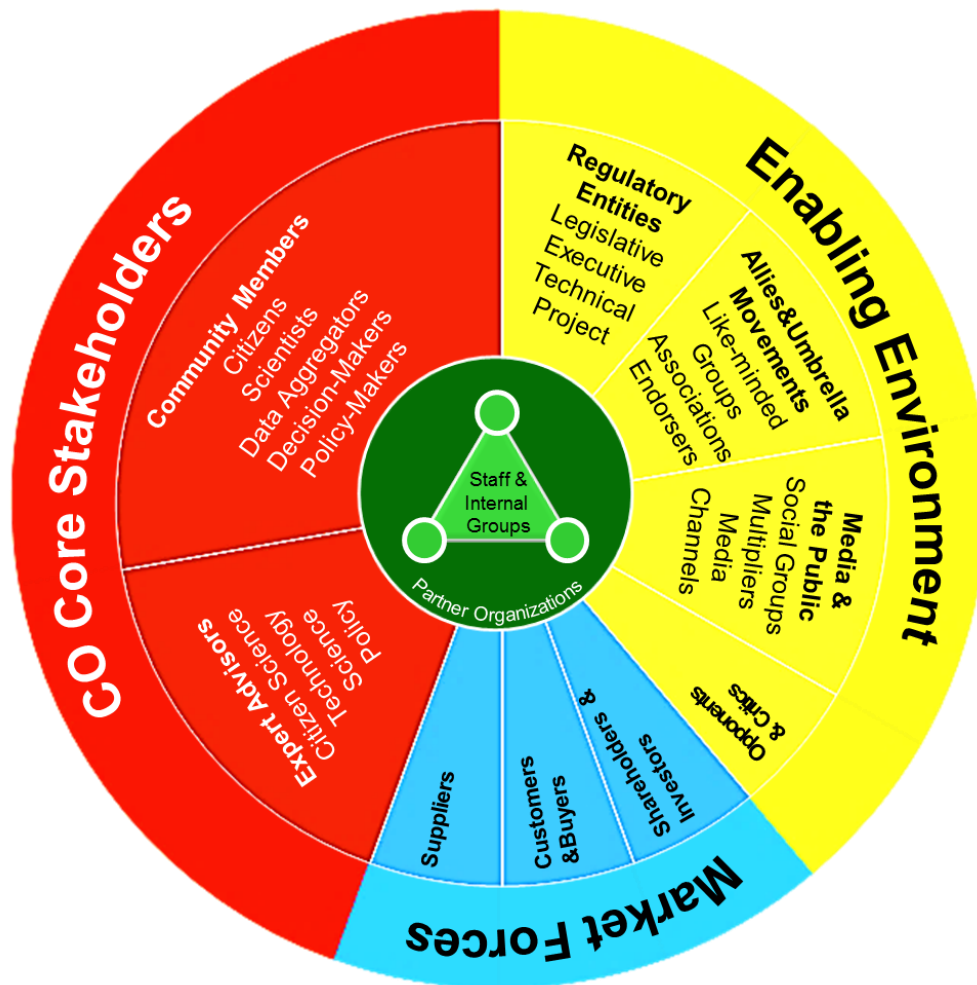 CO Core Stakeholders
Community Members
Citizens
Scientists
Data Aggregators
Decision-Makers
Policy-Makers
Expert Advisors
Citizen Science
Technology
Science
Policy
Enabling Environment
Regulatory
Entities
Legislative
Executive
Technical
Project
Allies&Umbrella
Movements
Like-minded
Groups
Associations
Endorsers
Media &
the Public
Social Groups
Multipliers
Media
Channels
Opponents
& Critics
Market Forces
Shareholders &
Investors
Customers
&Buyers
Suppliers
Staff &
Internal
Groups
Partner Organizations